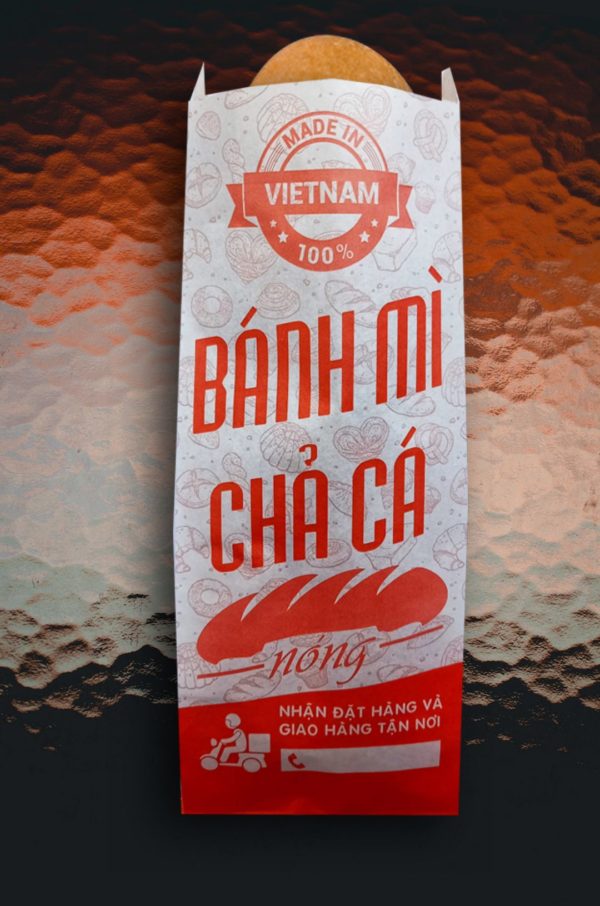 MADE IN
VIETNAM
100%
BÁNH MÌ
CHẢ CÁ
nóng
NHẬN ĐẶT HÀNG VÀ
GIAO HÀNG TẬN NƠI